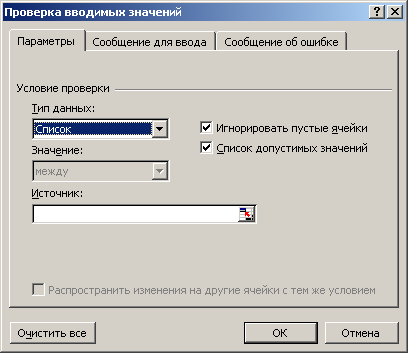 Проверка вводимых значений
Параметры
Сообщение для ввода
Сообщение об ошибке
Условие проверки
Тип данных:
Список
Игнорировать пустые ячейки
Значение:
Список допустимых значений
между
Источник:
Распространить изменения на другие ячейки с тем же условием
Очистить все
ОК
Отмена